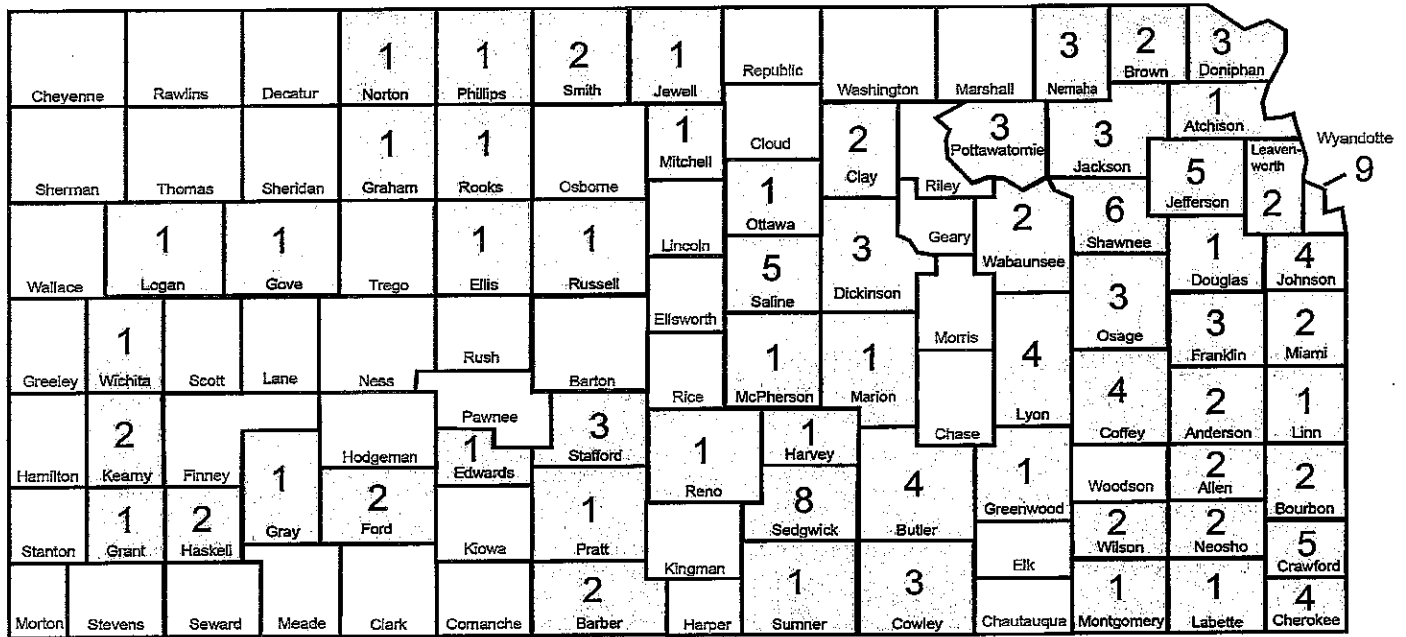 1 Norton
1 Phillips
2 Smith
1 Jewell
Republic
Washington
Marshall
3 Nemaha
2 Brown
3 Doniphan
Cheyenne
Rawlins
Decatur
1 Mitchell
Cloud
2 Clay
3 Pottawatomie
3 Jackson
1 Atchison
Wyandotte
9
Sherman
Thomas
Sheridan
1 Graham
1 Rooks
Osborne
Riley
5 Jefferson
Leaven-
worth
2
1 Ottawa
Lincoln
Geary
2 Wabaunsee
6 Shawnee
Wallace
1 Logan
1 Gove
Trego
1 Ellis
1 Russell
5 Saline
3 Dickinson
1 Douglas
4 Johnson
Ellsworth
Morris
3 Osage
3 Franklin
2 Miami
Greeley
1 Wichita
Scott
Lane
Ness
Rush
Barton
Rice
1 McPherson
1 Marion
Chase
4 Lyon
4 Coffey
2 Anderson
1 Linn
Hamilton
2 Kearny
Finney
Hodgeman
Pawnee
1 Edwards
3 Stafford
1 Reno
1 Harvey
4 Butler
1 Greenwood
Woodson
2 Allen
2 Bourbon
Stanton
1 Grant
2 Haskell
1 Gray
2 Ford
Kiowa
1 Pratt
Kingman
8 Sedgwick
Elk
2 Wilson
2 Neosho
5 Crawford
Morton
Stevens
Seward
Meade
Clark
Comanche
2 Barber
Harper
1 Sumner
3 Cowley
Chautauqua
1 Montgomery
1 Labette
4 Cherokee